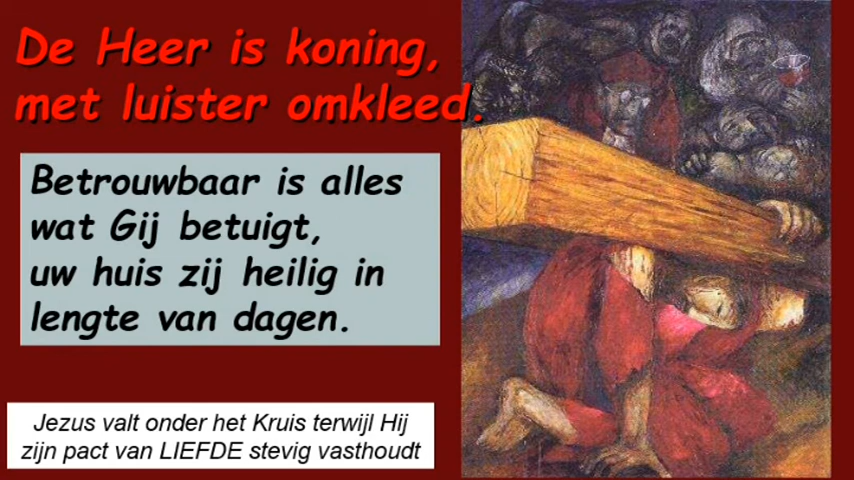 De Heer is koning,
met luister omkleed.
Betrouwbaar is alles
wat Gij betuigt,
uw huis zij heilig in
lengte van dagen.
Jezus valt onder het Kruis terwijl Hij
zijn pact van LIEFDE stevig vasthoudt